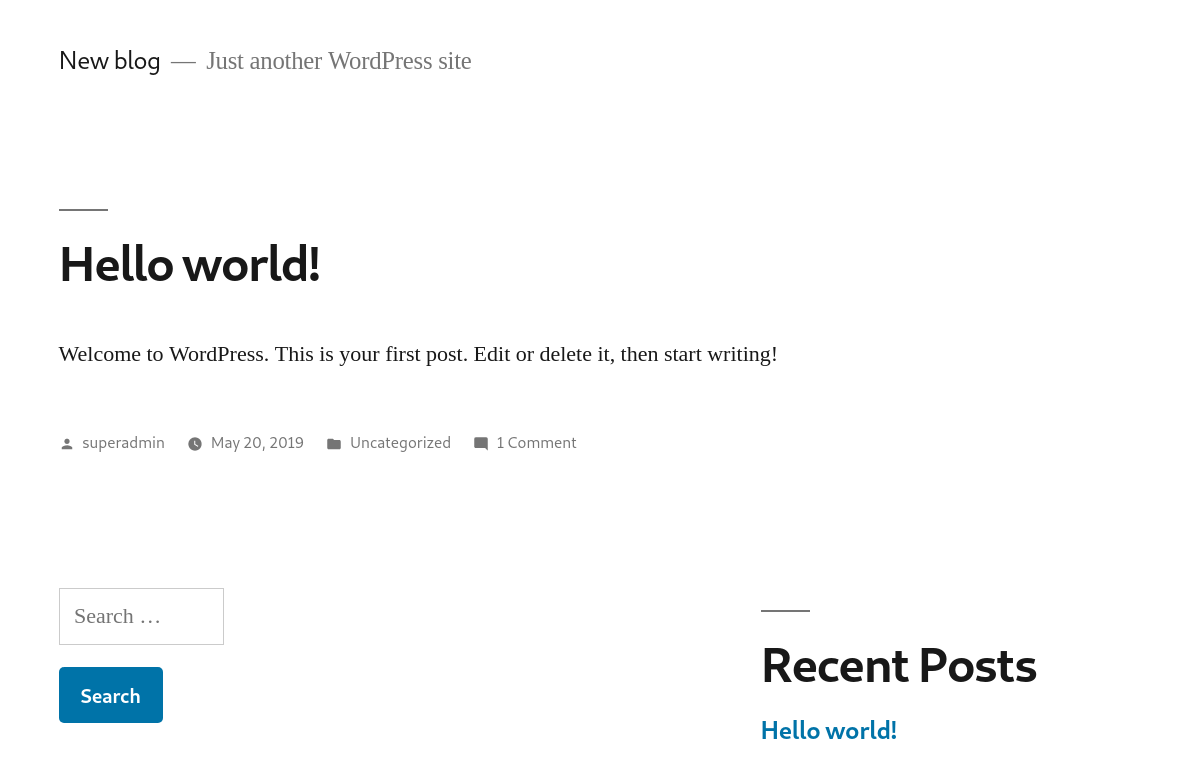 New blog — Just another WordPress site
Hello world!
Welcome to WordPress. This is your first post. Edit or delete it, then start writing!
superadmin May 20, 2019 Uncategorized 1 Comment
Search …
Search
Recent Posts
Hello world!